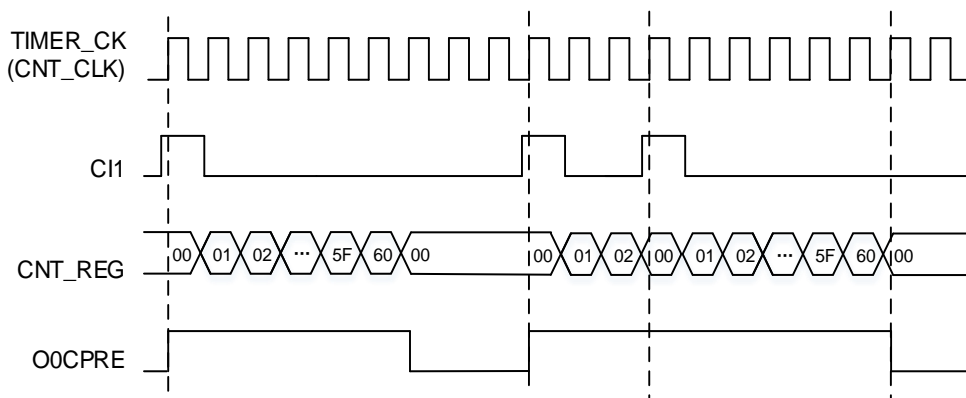 TIMER_CK
(CNT_CLK)
CI1
CNT_REG
00 01 02 ... 5F 60 00 00 01 02 00 01 02 ... 5F 60 00
O0CPRE